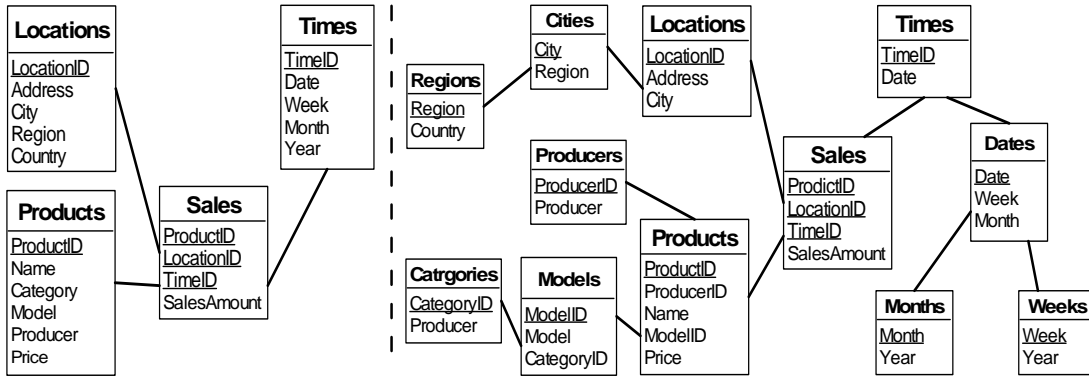 Locations
LocationID
Address
City
Region
Country
Times
TimeID
Date
Week
Month
Year
Products
ProductID
Name
Category
Model
Producer
Price
Sales
ProductID
LocationID
TimeID
SalesAmount
Regions
Region
Country
Cities
City
Region
Locations
LocationID
Address
City
Times
TimeID
Date
Producers
ProducerID
Producer
Sales
ProdictID
LocationID
TimeID
SalesAmount
Dates
Date
Week
Month
Catrgories
CategoryID
Producer
Models
ModelID
Model
CategoryID
Products
ProductID
ProducerID
Name
ModelID
Price
Months
Month
Year
Weeks
Week
Year